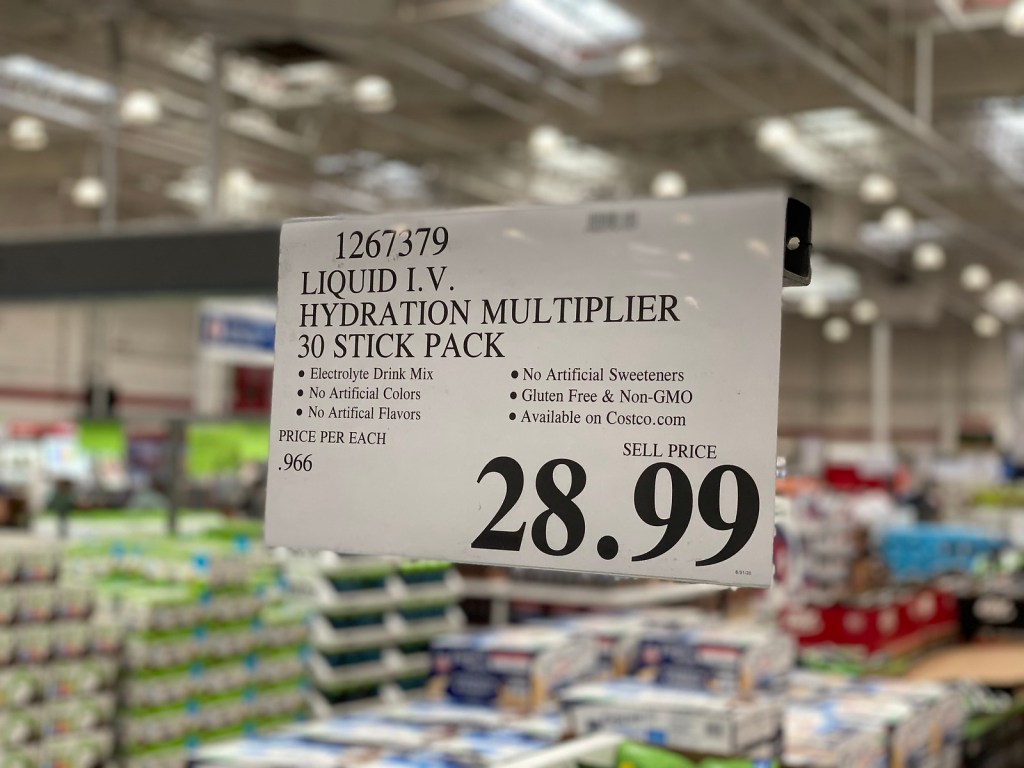 1267379
LIQUID I.V.
HYDRATION MULTIPLIER
30 STICK PACK
• Electrolyte Drink Mix
• No Artificial Colors
• No Artifical Flavors
• No Artificial Sweeteners
• Gluten Free & Non-GMO
• Available on Costco.com
PRICE PER EACH
.966
SELL PRICE
28.99